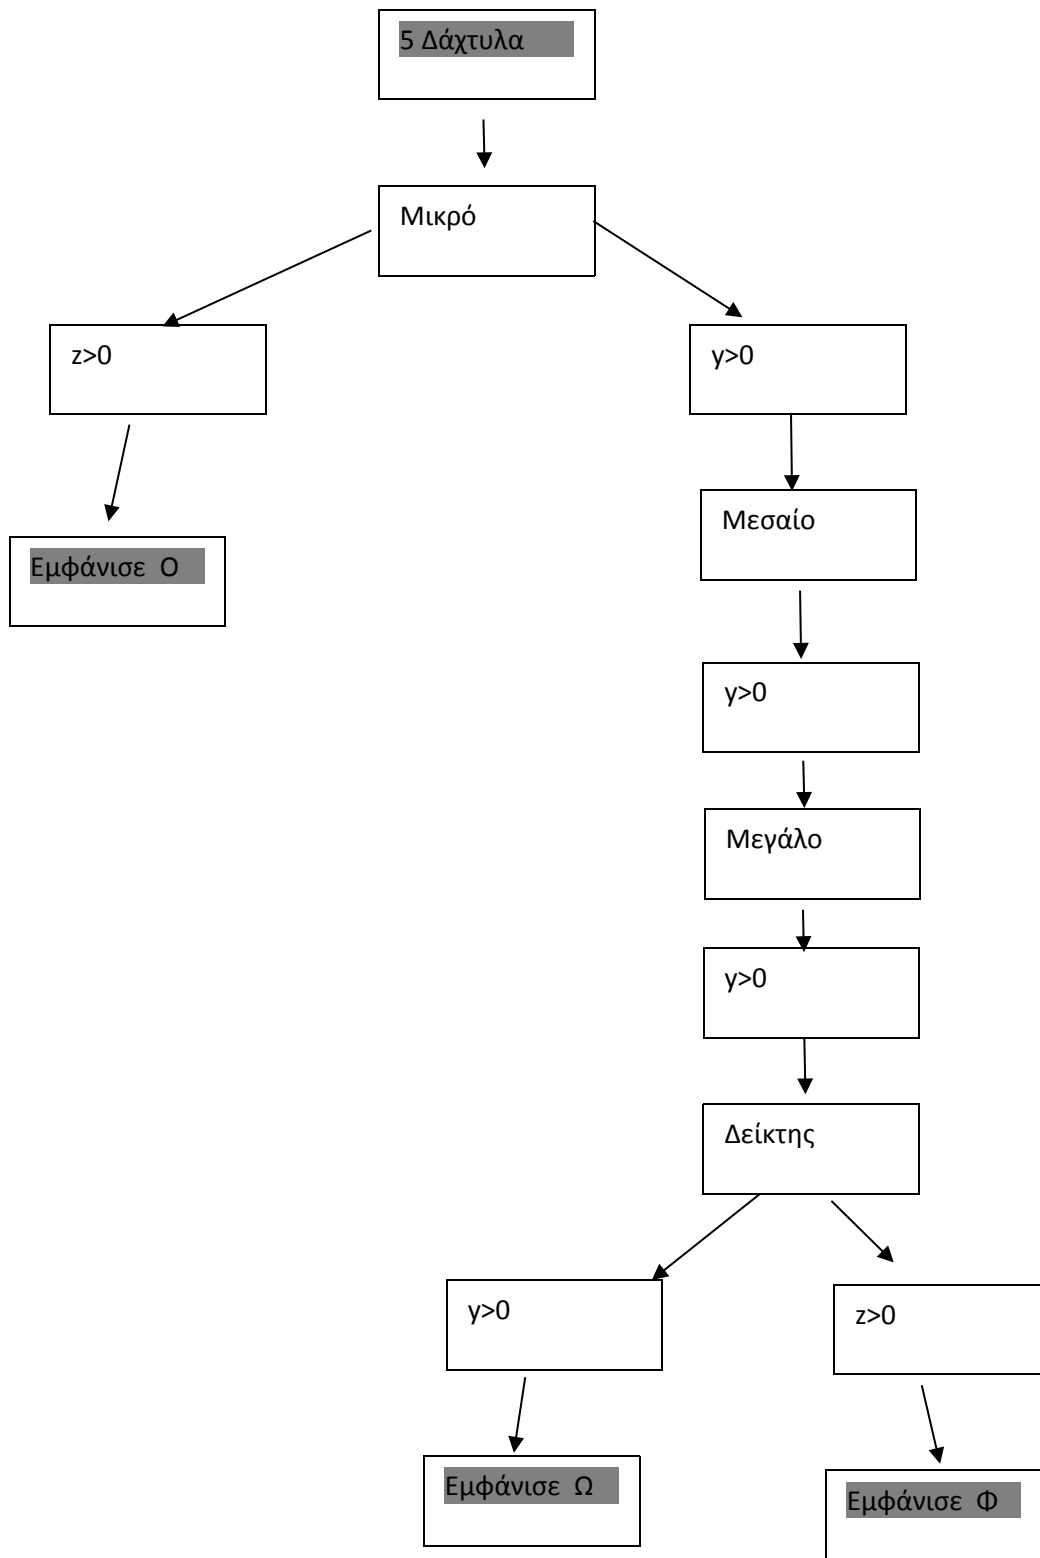 5 Δάχτυλα
Μικρό
z>0
y>0
Μεσαίο
Εμφάνισε Ο
y>0
Μεγάλο
y>0
Δείκτης
y>0
z>0
Εμφάνισε Ω
Εμφάνισε Φ